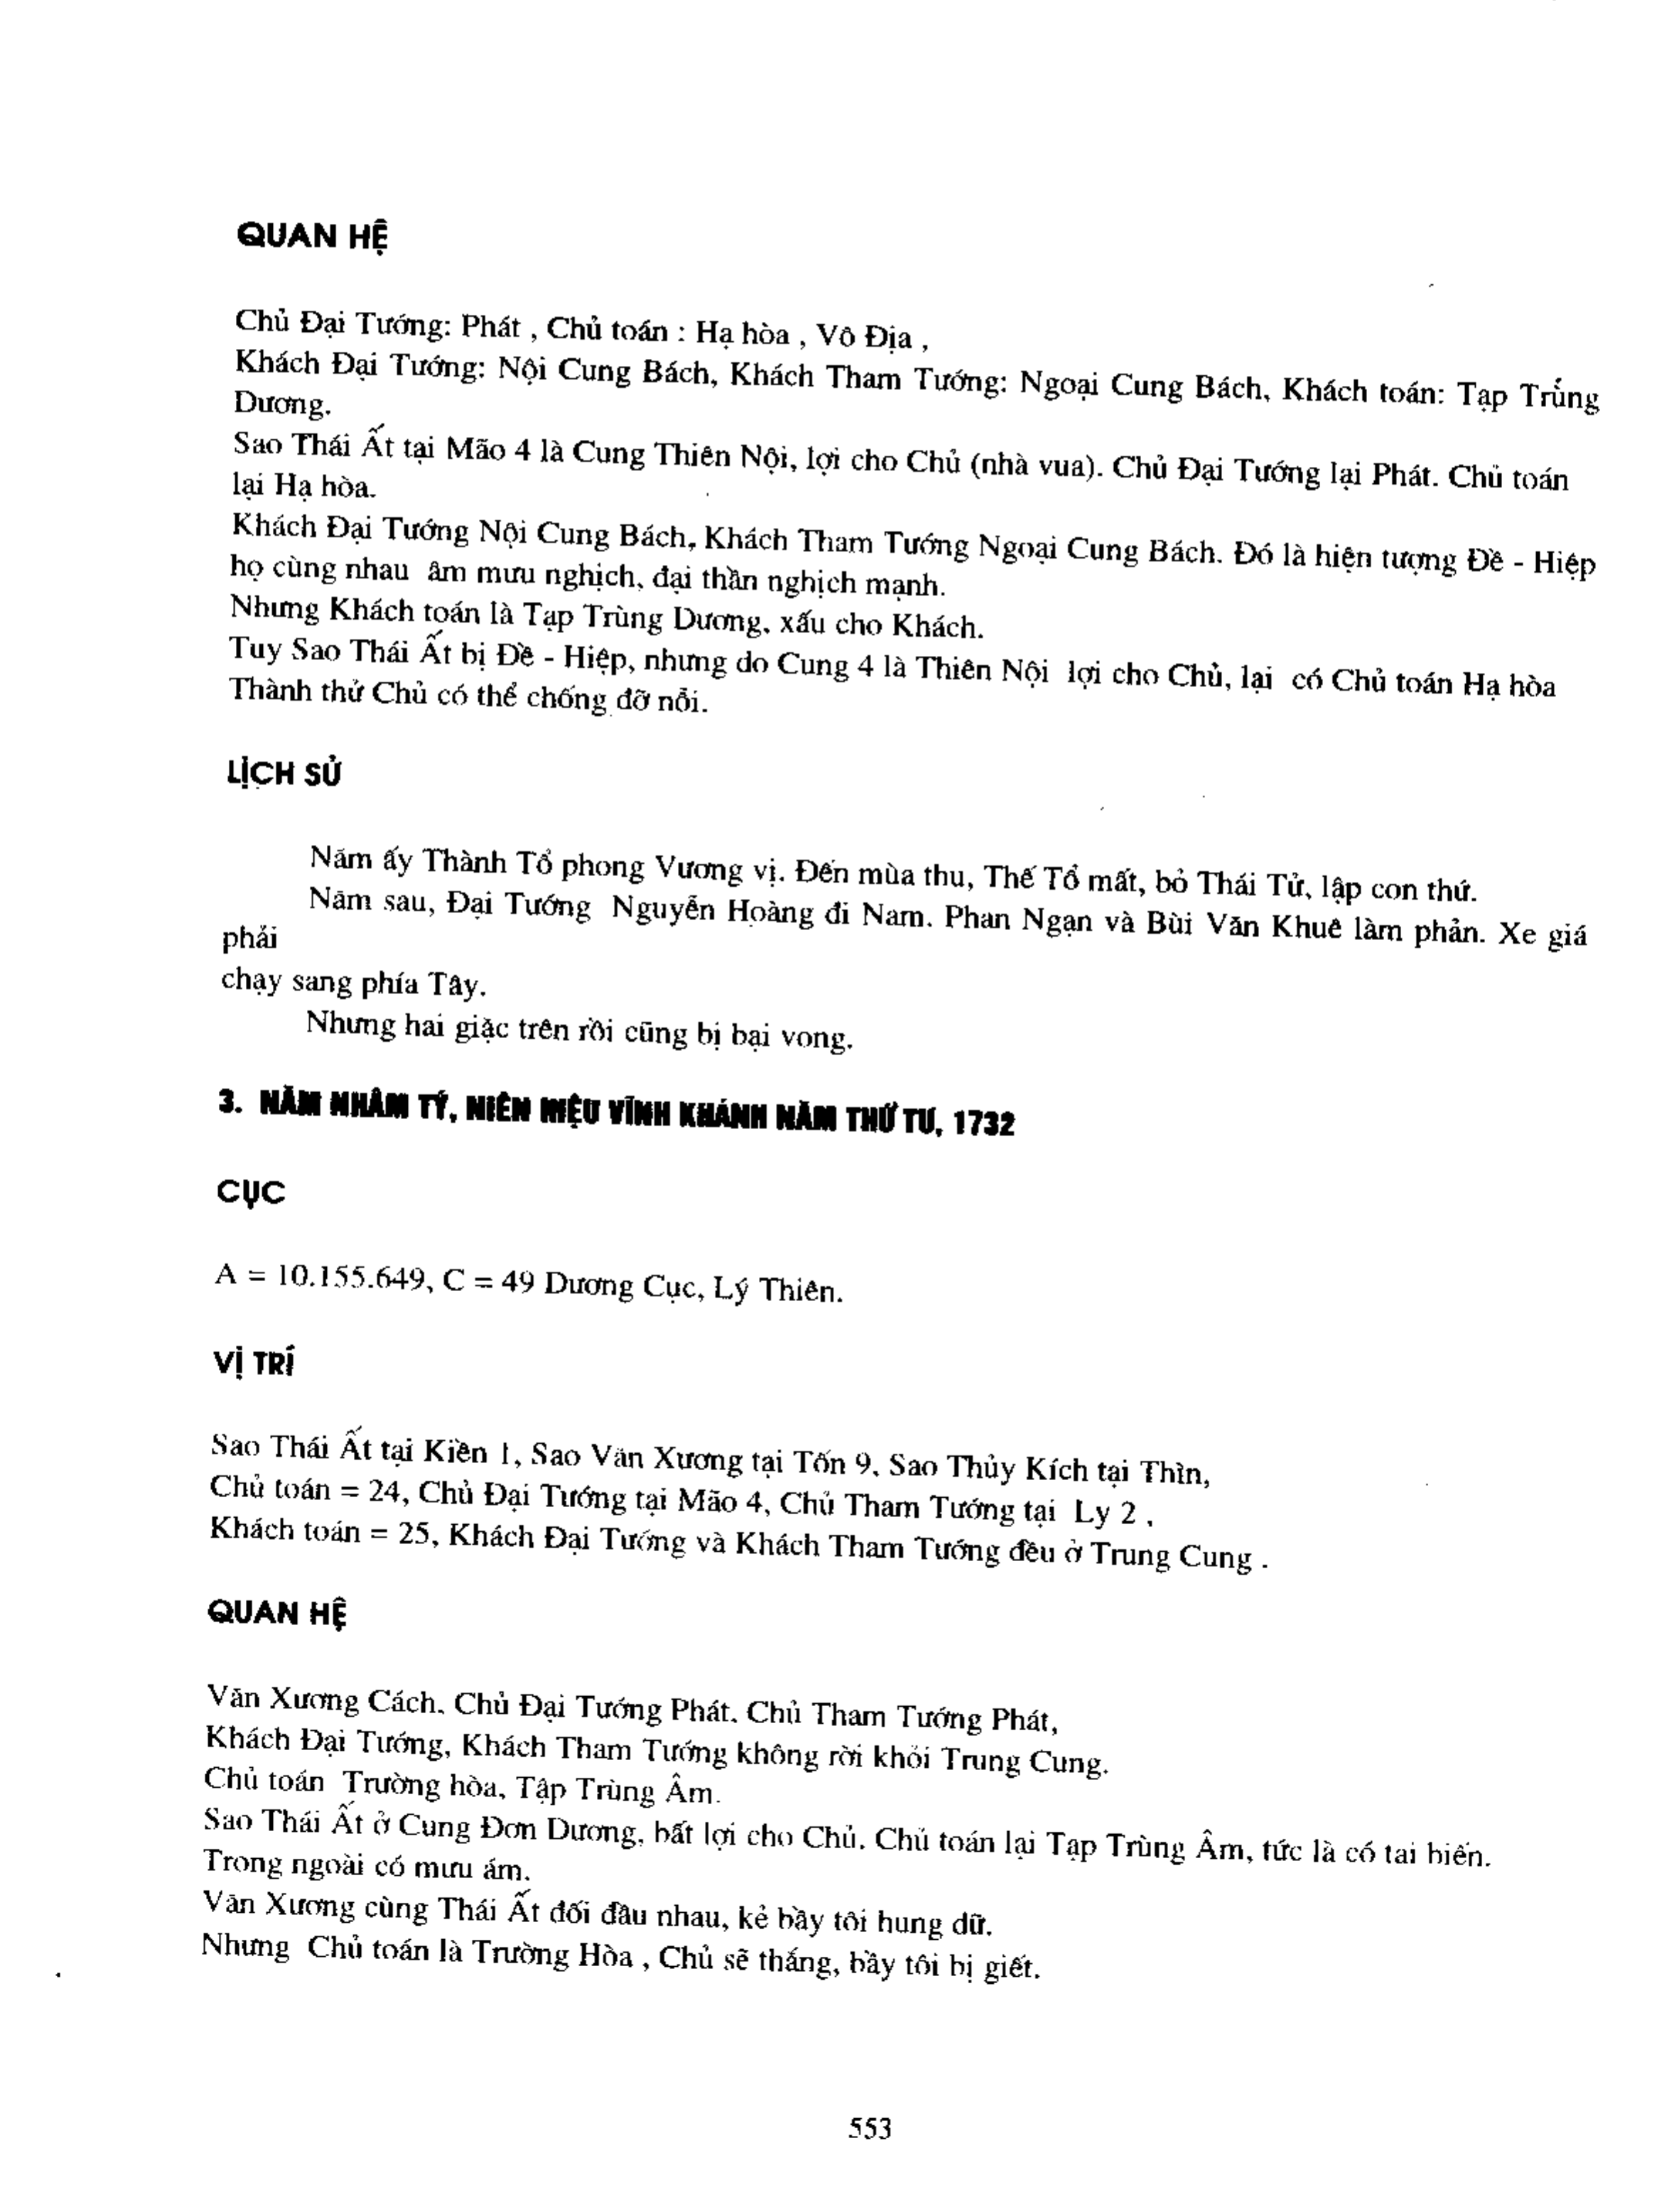 QUAN HỆ
Chủ Đại Tướng: Phát , Chủ toán : Hạ hòa , Vô Địa ,
Khách Đại Tướng: Nội Cung Bách, Khách Tham Tướng: Ngoại Cung Bách, Khách toán: Tạp Trùng
Dương.
Sao Thái Ất tại Mão 4 là Cung Thiên Nội, lợi cho Chủ (nhà vua). Chủ Đại Tướng lại Phát. Chủ toán
lại Hạ hòa.
Khách Đại Tướng Nội Cung Bách, Khách Tham Tướng Ngoại Cung Bách. Đó là hiện tượng Đề - Hiệp
họ cùng nhau âm mưu nghịch, đại thần nghịch mạnh.
Nhưng Khách toán là Tạp Trùng Dương, xấu cho Khách.
Tuy Sao Thái Ất bị Đề - Hiệp, nhưng do Cung 4 là Thiên Nội lợi cho Chủ, lại có Chủ toán Hạ hòa
Thành thử Chủ có thể chống đỡ nỗi.
LỊCH SỬ
Năm ấy Thành Tổ phong Vương vị. Đến mùa thu, Thế Tổ mất, bỏ Thái Tử, lập con thứ.
Năm sau, Đại Tướng Nguyễn Hoàng đi Nam. Phan Ngạn và Bùi Văn Khuê làm phản. Xe giá
phải
chạy sang phía Tây.
Nhưng hai giặc trên rồi cũng bị bại vong.
3. NĂM NHÂM TÝ, NIÊN HIỆU VĨNH KHÁNH NĂM THỨ TƯ, 1732
CỤC
A = 10.155.649, C = 49 Dương Cục, Lý Thiên.
VỊ TRÍ
Sao Thái Ất tại Kiền 1, Sao Văn Xương tại Tốn 9, Sao Thủy Kích tại Thìn,
Chủ toán = 24, Chủ Đại Tướng tại Mão 4, Chủ Tham Tướng tại Ly 2 ,
Khách toán = 25, Khách Đại Tướng và Khách Tham Tướng đều ở Trung Cung .
QUAN HỆ
Văn Xương Cách. Chủ Đại Tướng Phát. Chủ Tham Tướng Phát,
Khách Đại Tướng, Khách Tham Tướng không rời khỏi Trung Cung.
Chủ toán Trường hòa, Tập Trùng Âm.
Sao Thái Ất ở Cung Đơn Dương, bất lợi cho Chủ. Chủ toán lại Tạp Trùng Âm, tức là có tai biến.
Trong ngoài có mưu ám.
Văn Xương cùng Thái Ất đối đầu nhau, kẻ bầy tôi hung dữ.
Nhưng Chủ toán là Trường Hòa , Chủ sẽ thắng, bầy tôi bị giết.
553